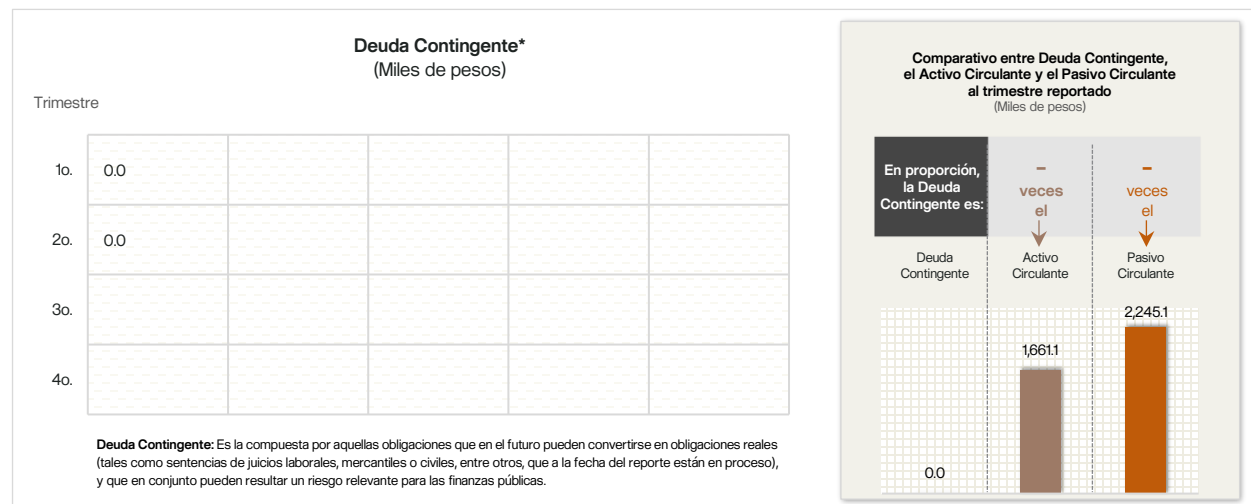 Deuda Contingente*
(Miles de pesos)
Trimestre
1o.
0.0
2o.
0.0
3o.
4o.
Deuda Contingente: Es la compuesta por aquellas obligaciones que en el futuro pueden convertirse en obligaciones reales
(tales como sentencias de juicios laborales, mercantiles o civiles, entre otros, que a la fecha del reporte están en proceso),
y que en conjunto pueden resultar un riesgo relevante para las finanzas públicas.
Comparativo entre Deuda Contingente,
el Activo Circulante y el Pasivo Circulante
al trimestre reportado
(Miles de pesos)
En proporción,
la Deuda
Contingente es:
–
veces
el
–
veces
el
Deuda
Contingente
Activo
Circulante
Pasivo
Circulante
0.0
1,661.1
2,245.1